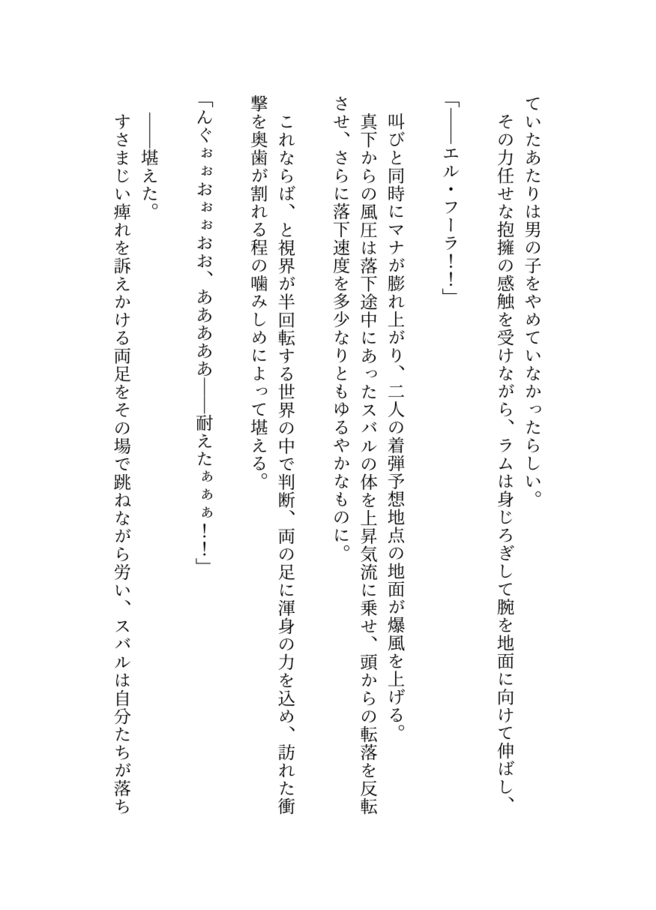 ていたあたりは男の子をやめていなかったらしい。
その力任せな抱擁の感触を受けながら、ラムは身じろぎして腕を地面に向けて伸ばし、
「――エル・フーラ!!」
叫びと同時にマナが膨れ上がり、二人の着弾予想地点の地面が爆風を上げる。
真下からの風圧は落下途中にあったスバルの体を上昇気流に乗せ、頭からの転落を反転
させ、さらに落下速度を多少なりともゆるやかなものに。
これならば、と視界が半回転する世界の中で判断、両の足に渾身の力を込め、訪れた衝
撃を奥歯が割れる程の噛みしめによって堪える。
「んぐぉぉおぉぉおお、あああああ――耐えたぁぁぁ!!」
――堪えた。
すさまじい痺れを訴えかける両足をその場で跳ねながら労い、スバルは自分たちが落ち